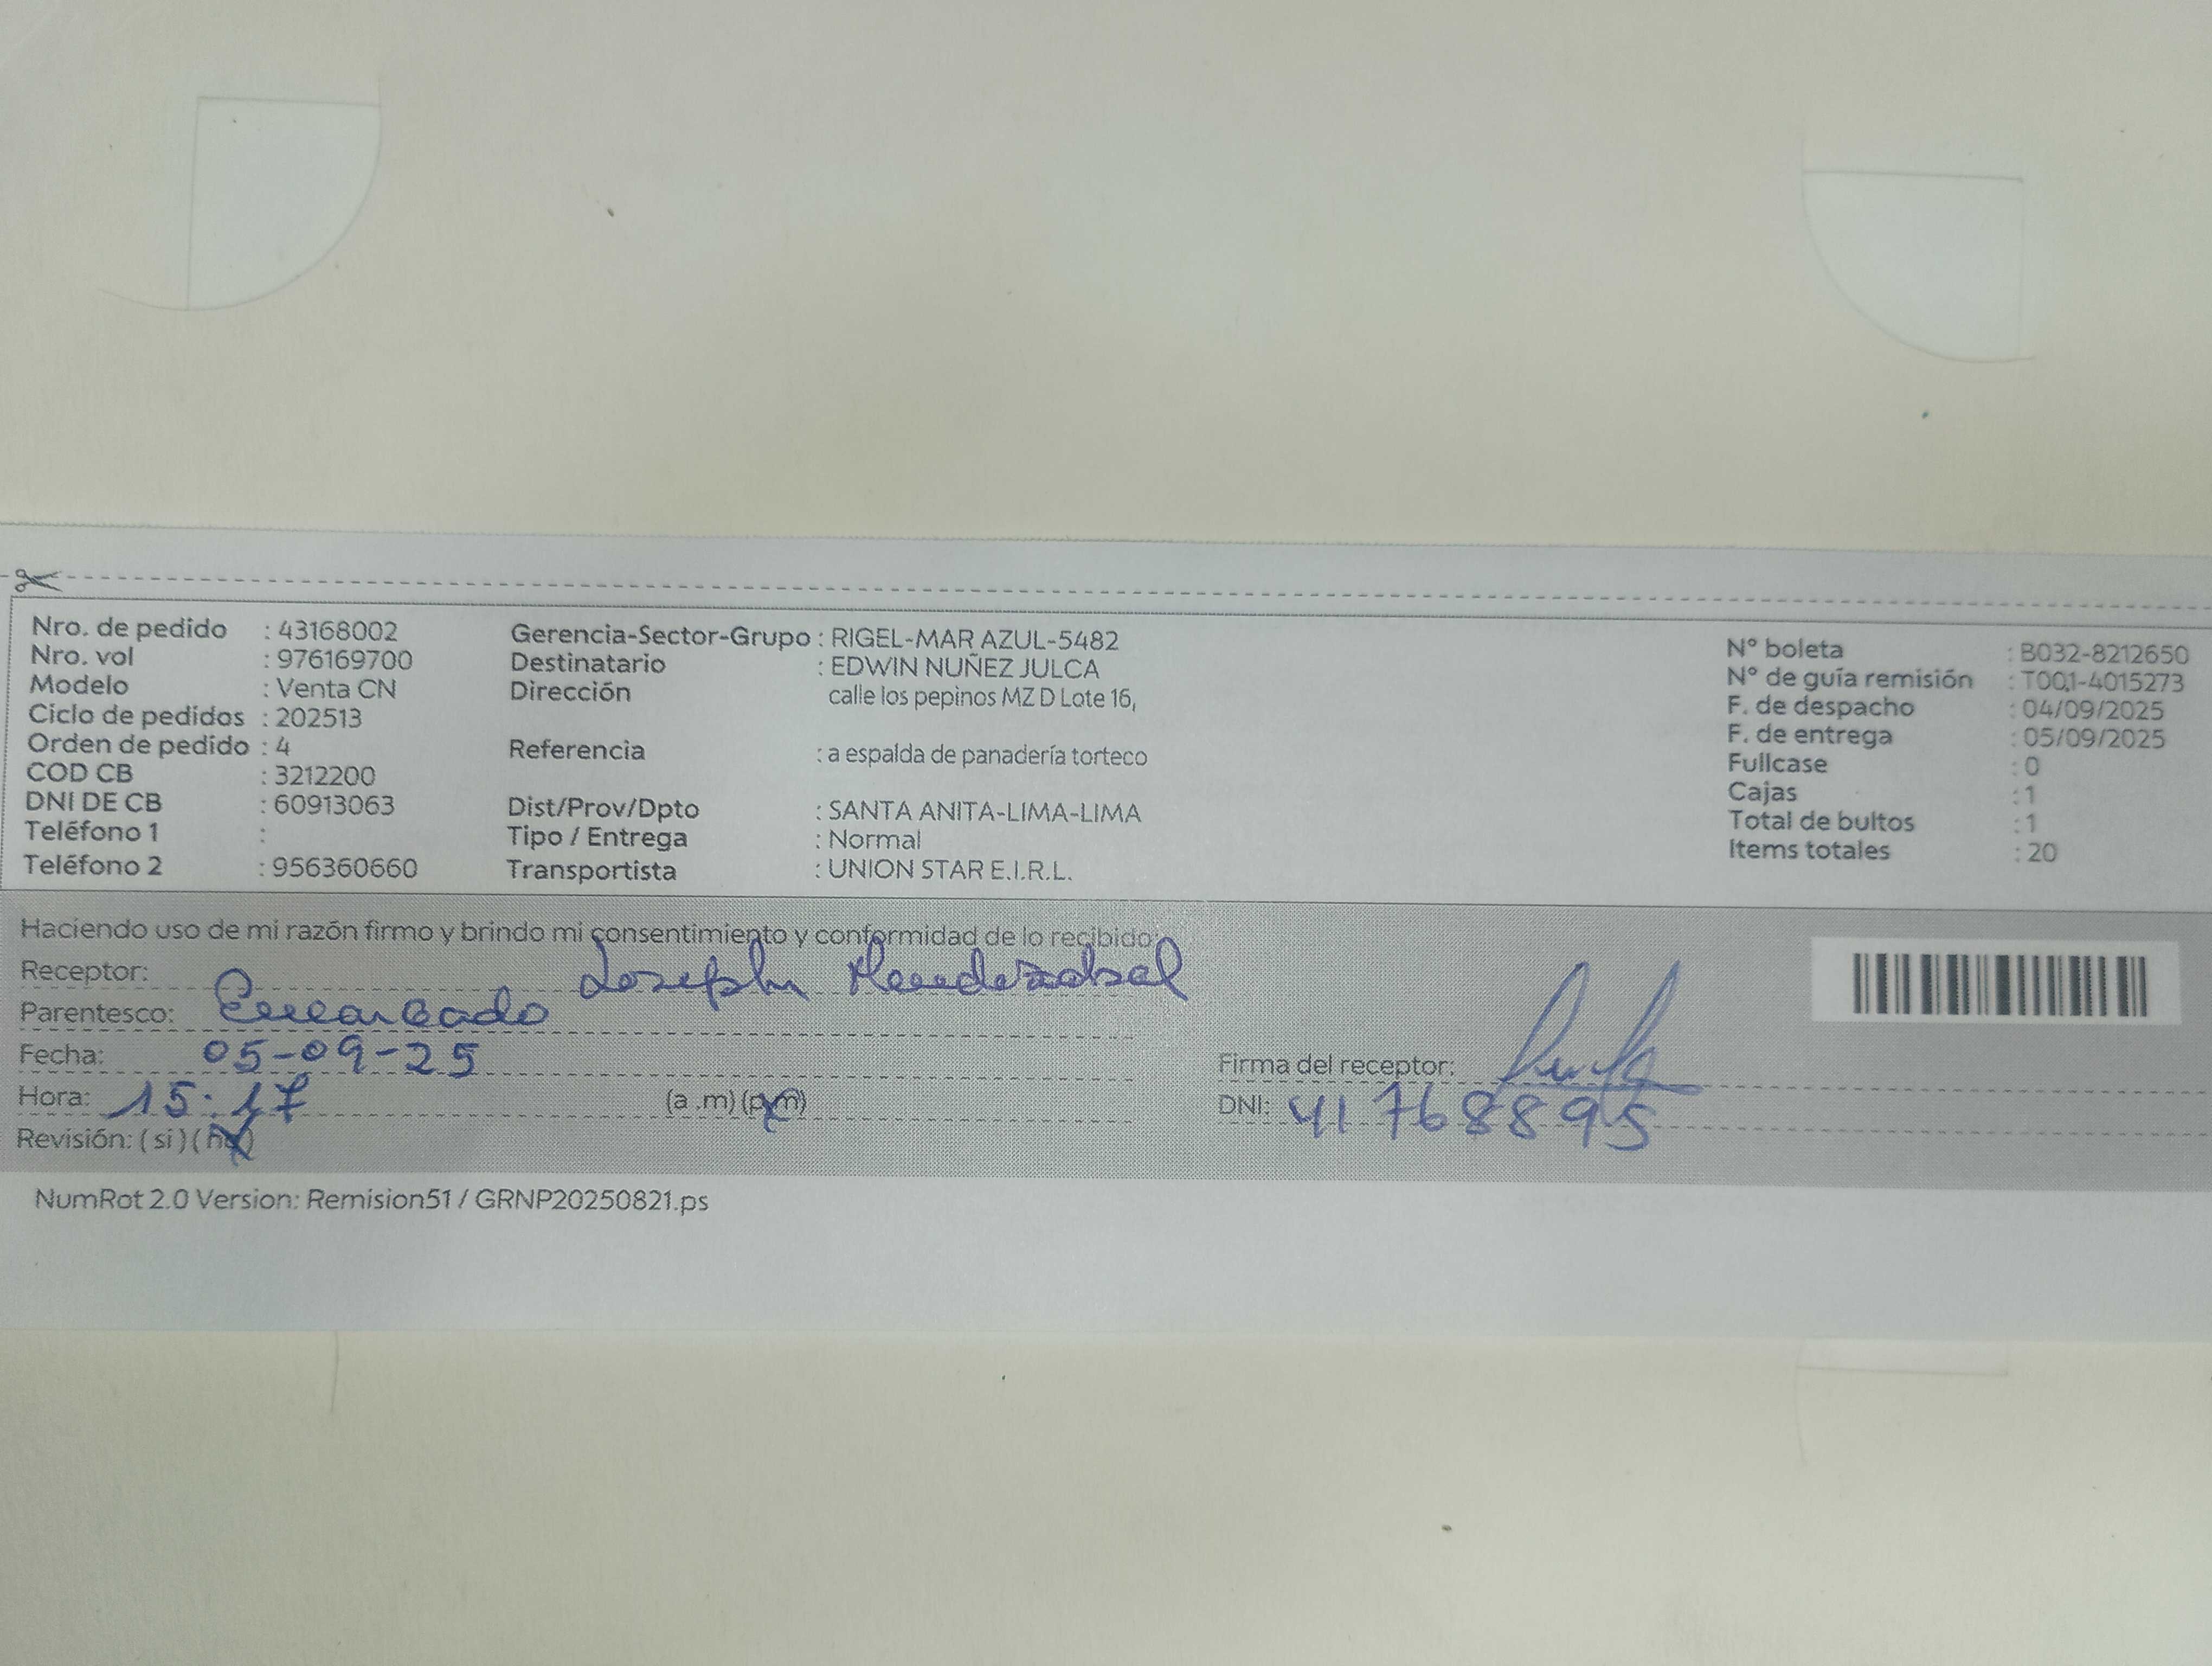 Nro. de pedido : 43168002
Nro. vol : 976169700
Modelo : Venta CN
Ciclo de pedidos : 202513
Orden de pedido : 4
COD CB : 3212200
DNI DE CB : 60913063
Teléfono 1 :
Teléfono 2 : 956360660
Gerencia-Sector-Grupo : RIGEL-MAR AZUL-5482
Destinatario : EDWIN NUÑEZ JULCA
Dirección calle los pepinos MZ D Lote 16,
Referencia : a espalda de panadería torteco
Dist/Prov/Dpto : SANTA ANITA-LIMA-LIMA
Tipo / Entrega : Normal
Transportista : UNION STAR E.I.R.L.
N° boleta : B032-8212650
N° de guía remisión : T001-4015273
F. de despacho : 04/09/2025
F. de entrega : 05/09/2025
Fullcase : 0
Cajas : 1
Total de bultos : 1
Items totales : 20
Haciendo uso de mi razón firmo y brindo mi consentimiento y conformidad de lo recibido:
Receptor: Joseph
Parentesco: Encargado
Fecha: 05-09-25
Hora: 15:17 (a .m) (p.m)
Revisión: ( si ) ( no )
Firma del receptor:
DNI: 41768895
NumRot 2.0 Version: Remision51 / GRNP20250821.ps